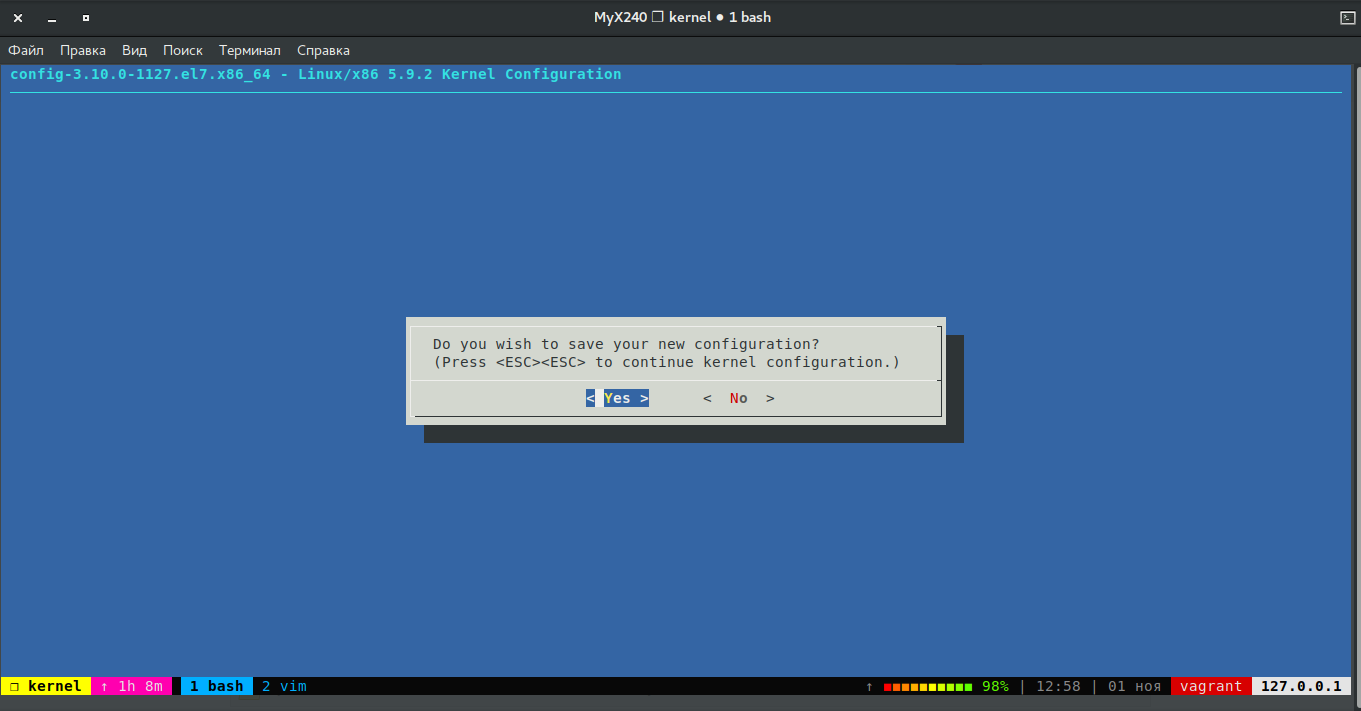 MyX240 ❐ kernel ● 1 bash
Файл Правка Вид Поиск Терминал Справка
config-3.10.0-1127.el7.x86_64 - Linux/x86 5.9.2 Kernel Configuration
Do you wish to save your new configuration?
(Press <ESC><ESC> to continue kernel configuration.)
< Yes > < No >
❐ kernel ↑ 1h 8m 1 bash 2 vim ↑ 98% | 12:58 | 01 ноя vagrant 127.0.0.1